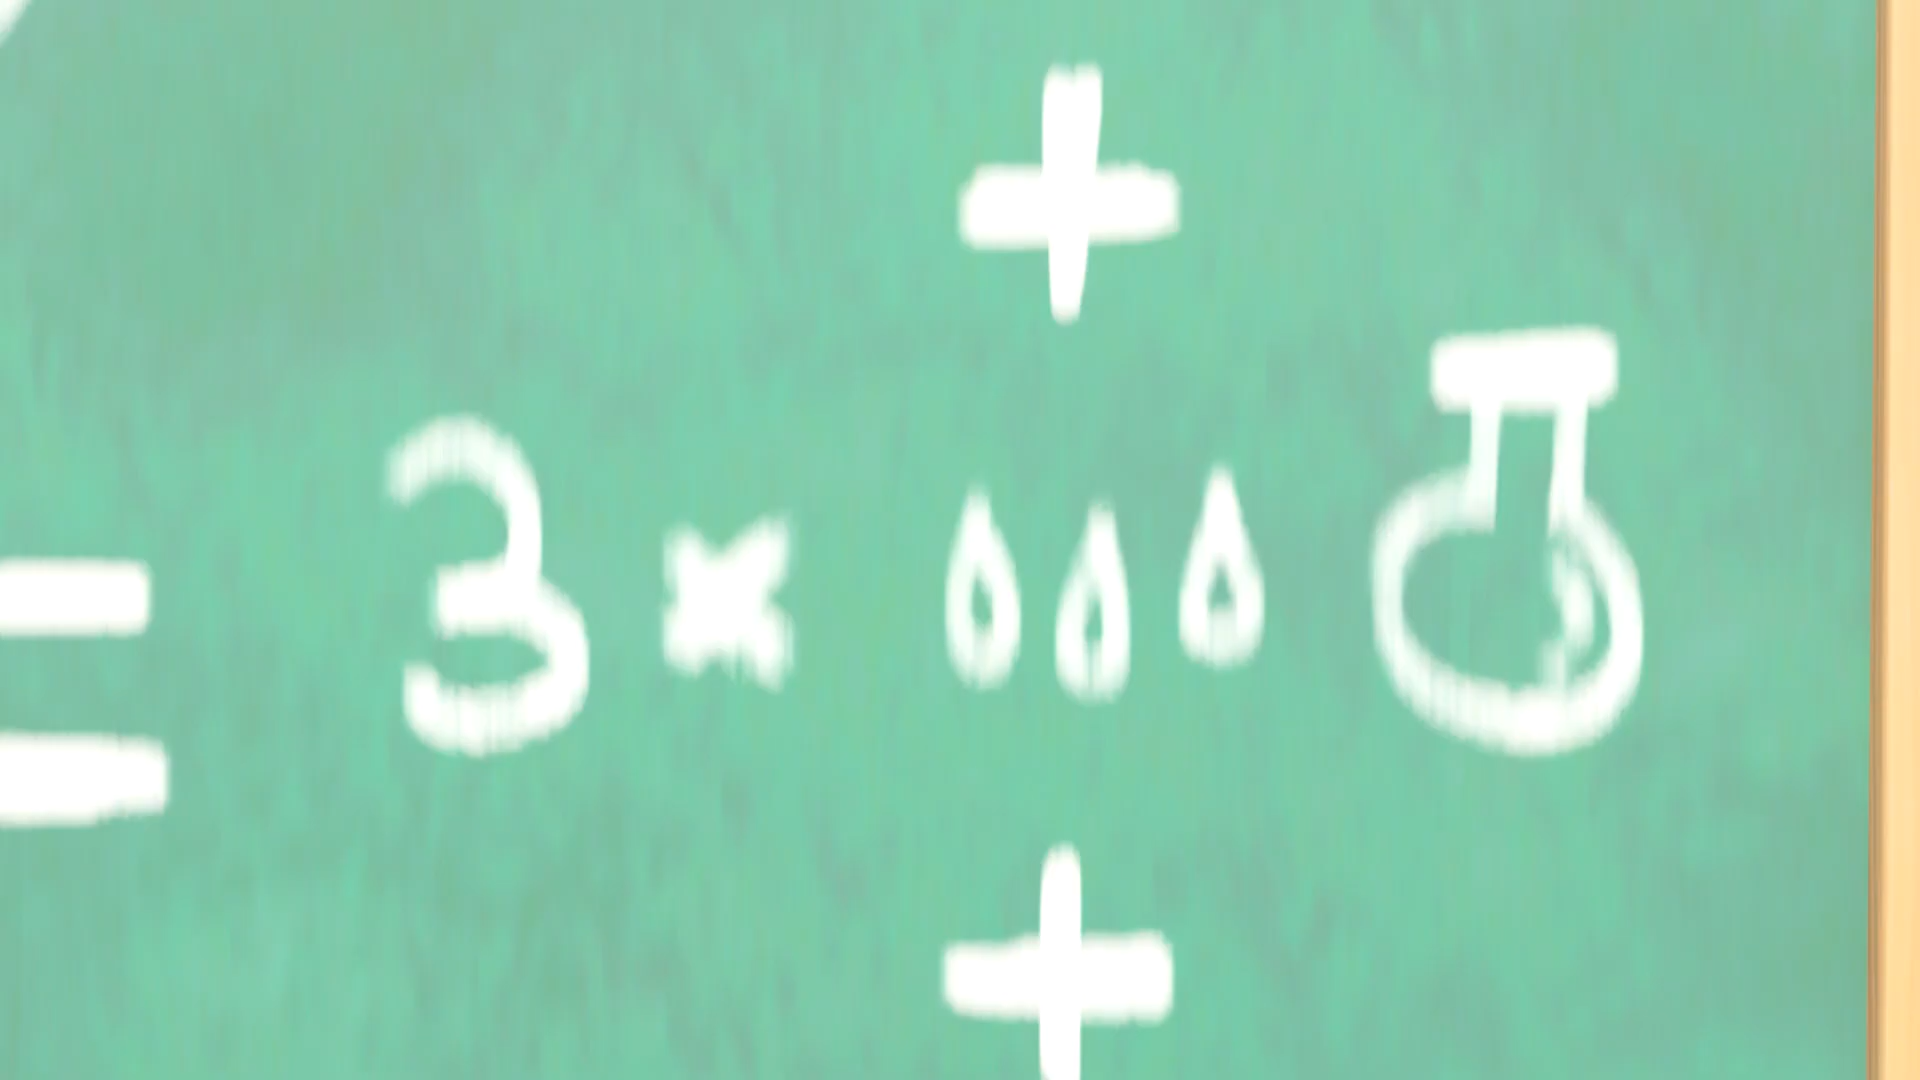 +
= 3 ×
+